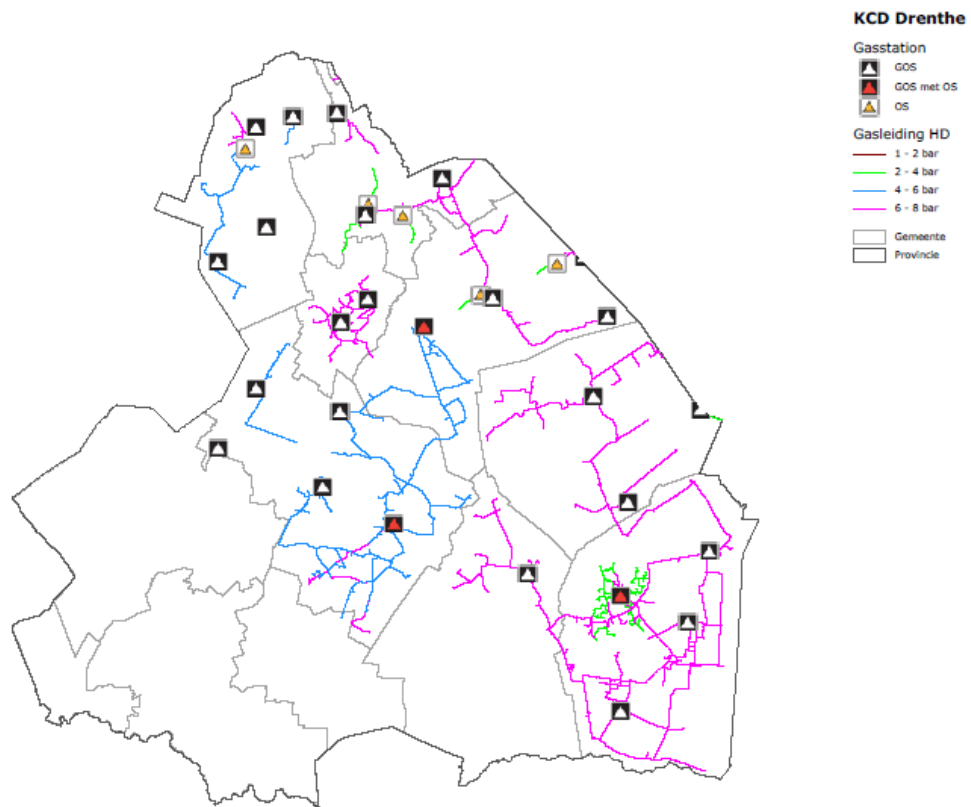 KCD Drenthe
Gasstation
GOS
GOS met OS
OS
Gasleiding HD
1 - 2 bar
2 - 4 bar
4 - 6 bar
6 - 8 bar
Gemeente
Provincie